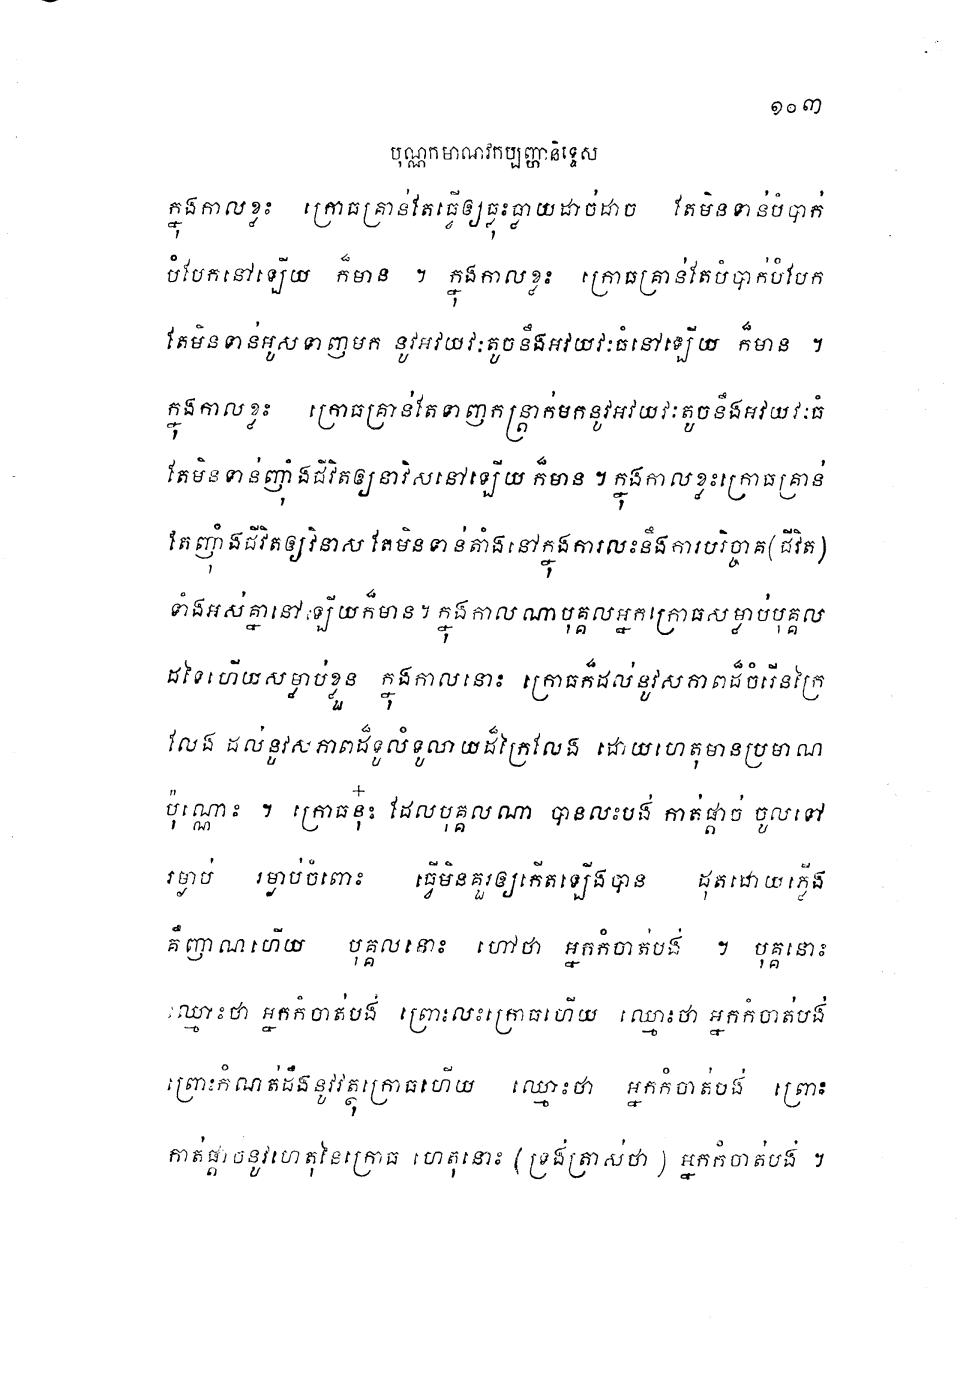 ១០៣
បុណ្ណកមាណវកប្បញ្ហានិទ្ទេស
ក្នុងកាលខ្លះ ក្រោធគ្រាន់តែធ្វើឲ្យធ្លុះធ្លាយដាច់ដាច តែមិនទាន់បំបាក់
បំបែកនៅឡើយ ក៏មាន ។ ក្នុងកាលខ្លះ ក្រោធគ្រាន់តែបំបាក់បំបែក
តែមិនទាន់អូសទាញមក នូវអវយវៈតូចនឹងអវយវៈធំនៅឡើយ ក៏មាន ។
ក្នុងកាលខ្លះ ក្រោធគ្រាន់តែទាញកន្ត្រាក់មកនូវអវយវៈតូចនឹងអវយវៈធំ
តែមិនទាន់ញ៉ាំងជីវិតឲ្យនាវិសនៅឡើយ ក៏មាន ។ ក្នុងកាលខ្លះក្រោធគ្រាន់
តែញ៉ាំងជីវិតឲ្យវិនាស តែមិនទាន់តាំងនៅក្នុងការលះនឹងការបរិច្ចាគ(ជីវិត)
ទាំងអស់គ្នានៅឡើយក៏មាន។ ក្នុងកាលណាបុគ្គលអ្នកក្រោធសម្លាប់បុគ្គល
ដទៃហើយសម្លាប់ខ្លួន ក្នុងកាលនោះ ក្រោធក៏ដល់នូវសភាពដ៏ចំរើនក្រៃ
លែង ដល់នូវសភាពដ៏ទូលំទូលាយដ៏ក្រៃលែង ដោយហេតុមានប្រមាណ
ប៉ុណ្ណោះ ។ ក្រោធនុ៎ះ ដែលបុគ្គលណា បានលះបង់ កាត់ផ្តាច់ ចូលទៅ
រម្លាប់ រម្លាប់ចំពោះ ធ្វើមិនគួរឲ្យកើតឡើងបាន ដុតដោយភ្លើង
គឺញាណហើយ បុគ្គលនោះ ហៅថា អ្នកកំចាត់បង់ ។ បុគ្គនោះ
ឈ្មោះថា អ្នកកំចាត់បង់ ព្រោះលះក្រោធហើយ ឈ្មោះថា អ្នកកំចាត់បង់
ព្រោះកំណត់ដឹងនូវវត្ថុក្រោធហើយ ឈ្មោះថា អ្នកកំចាត់បង់ ព្រោះ
កាត់ផ្តាចនូវហេតុនៃក្រោធ ហេតុនោះ (ទ្រង់ត្រាស់ថា) អ្នកកំចាត់បង់ ។